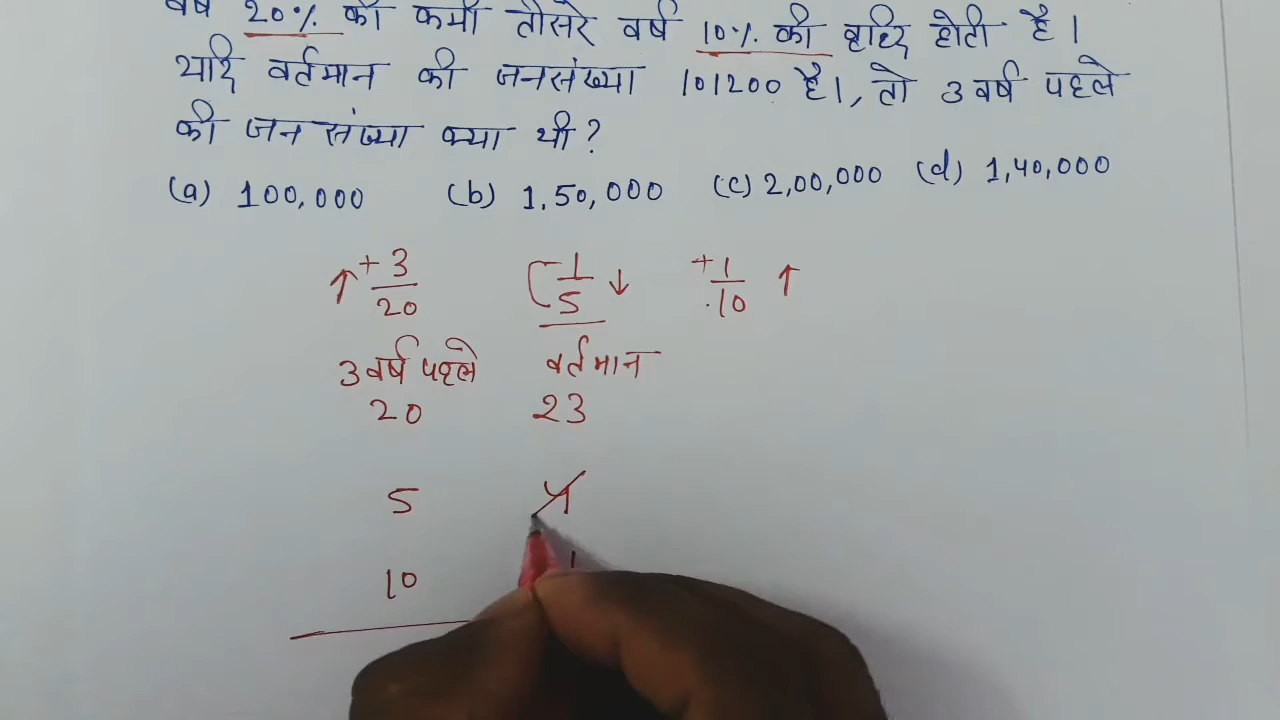 वर्ष 20% की कमी तीसरे वर्ष 10% की वृद्धि होती है।
यदि वर्तमान की जनसंख्या 101200 है।, तो 3 वर्ष पहले
की जनसंख्या क्या थी?
(a) 100,000 (b) 1,50,000 (c) 2,00,000 (d) 1,40,000
↑ +3/20 1/5 ↓ +1/10 ↑
3 वर्ष पहले वर्तमान
20 23
5 4
10